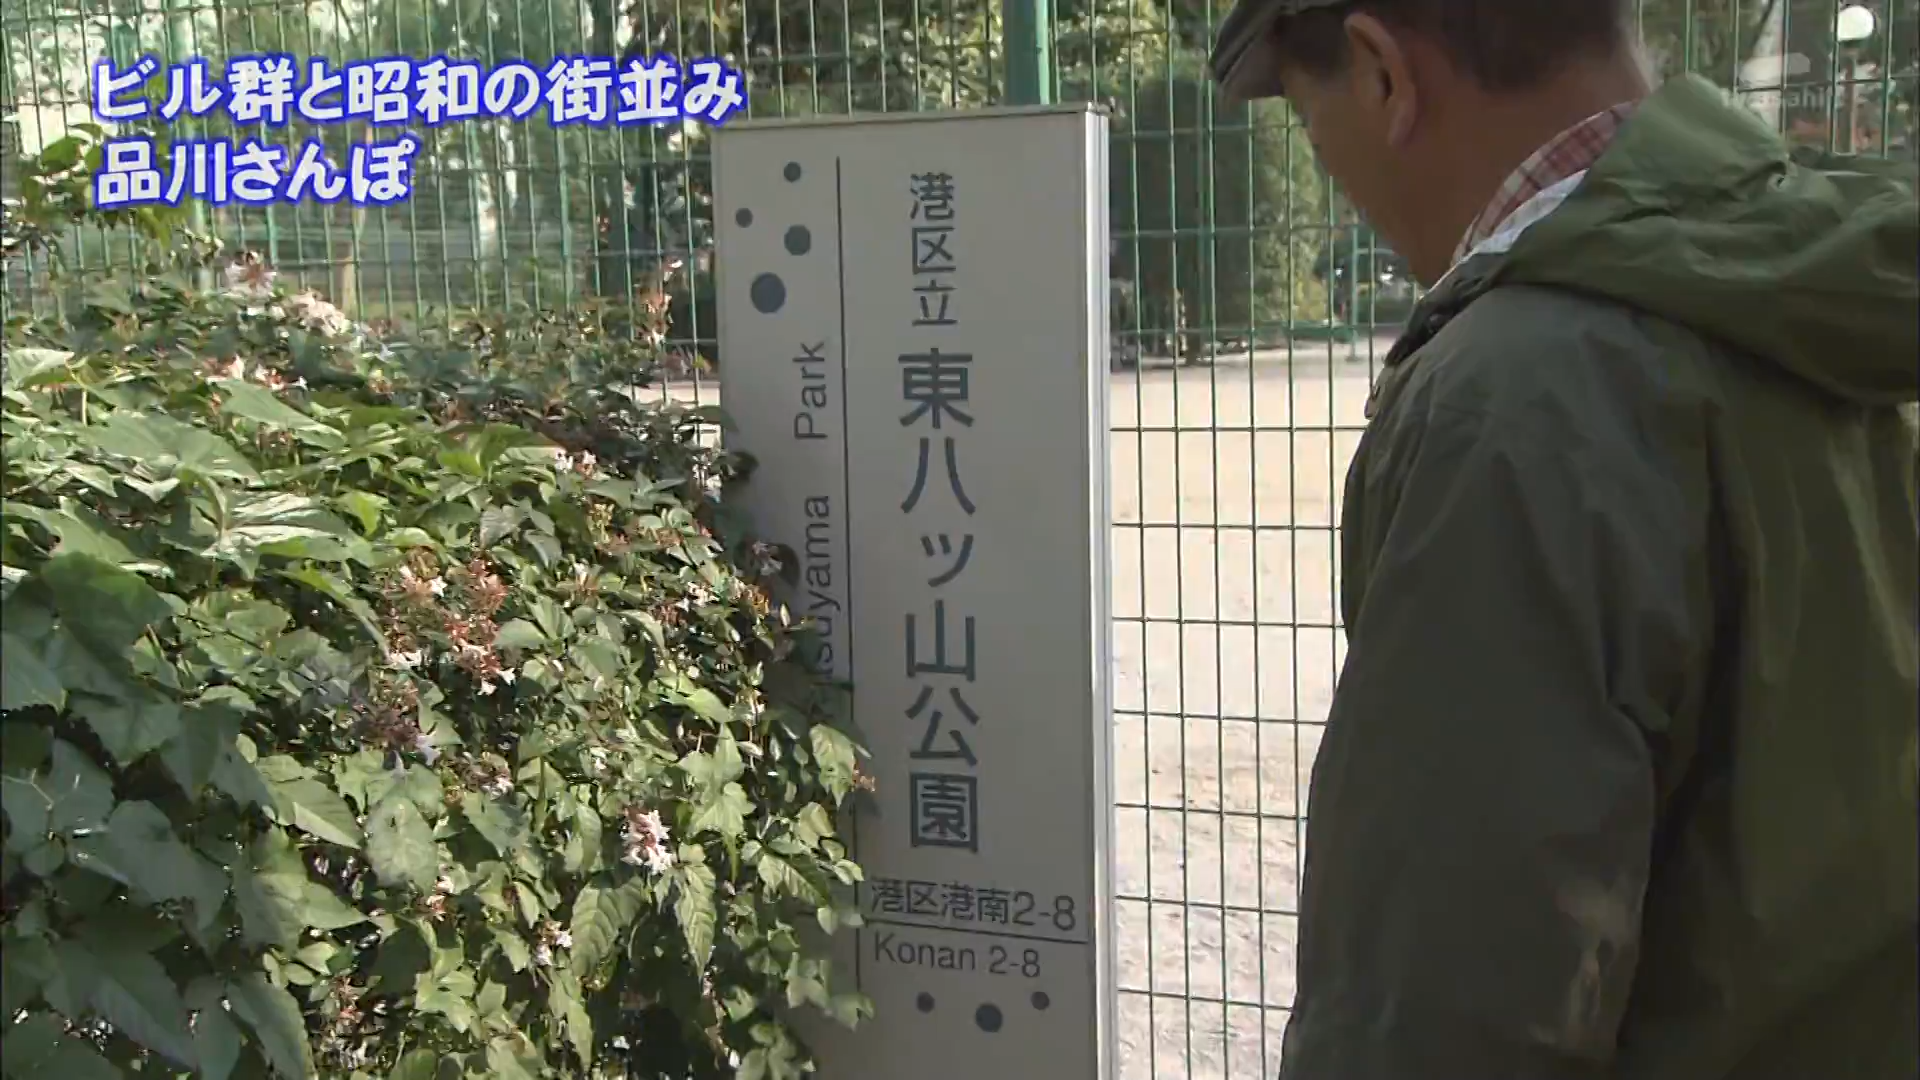 ビル群と昭和の街並み
品川さんぽ
港区立 東八ッ山公園
Park
港区港南2-8
Konan 2-8